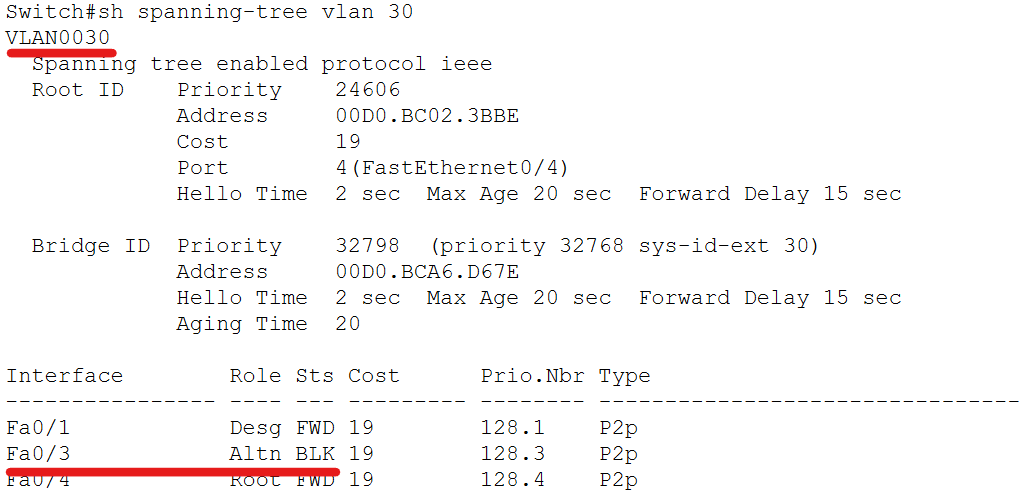 Switch#sh spanning-tree vlan 30
VLAN0030
  Spanning tree enabled protocol ieee
  Root ID    Priority    24606
             Address     00D0.BC02.3BBE
             Cost        19
             Port        4(FastEthernet0/4)
             Hello Time  2 sec  Max Age 20 sec  Forward Delay 15 sec

  Bridge ID  Priority    32798  (priority 32768 sys-id-ext 30)
             Address     00D0.BCA6.D67E
             Hello Time  2 sec  Max Age 20 sec  Forward Delay 15 sec
             Aging Time  20

Interface        Role Sts Cost      Prio.Nbr Type
---------------- ---- --- --------- -------- --------------------------------
Fa0/1            Desg FWD 19        128.1    P2p
Fa0/3            Altn BLK 19        128.3    P2p
Fa0/4            Root FWD 19        128.4    P2p